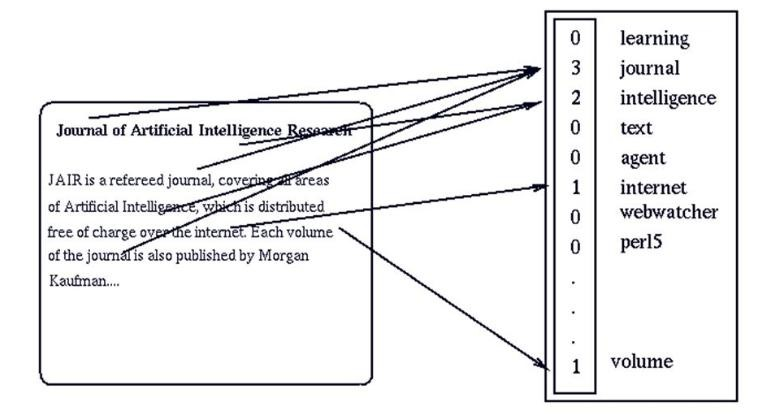 Journal of Artificial Intelligence Research
JAIR is a refereed journal, covering all areas
of Artificial Intelligence, which is distributed
free of charge over the internet. Each volume
of the journal is also published by Morgan
Kaufman....
0 learning
3 journal
2 intelligence
0 text
0 agent
1 internet
0 webwatcher
0 perl5
.
.
.
1 volume